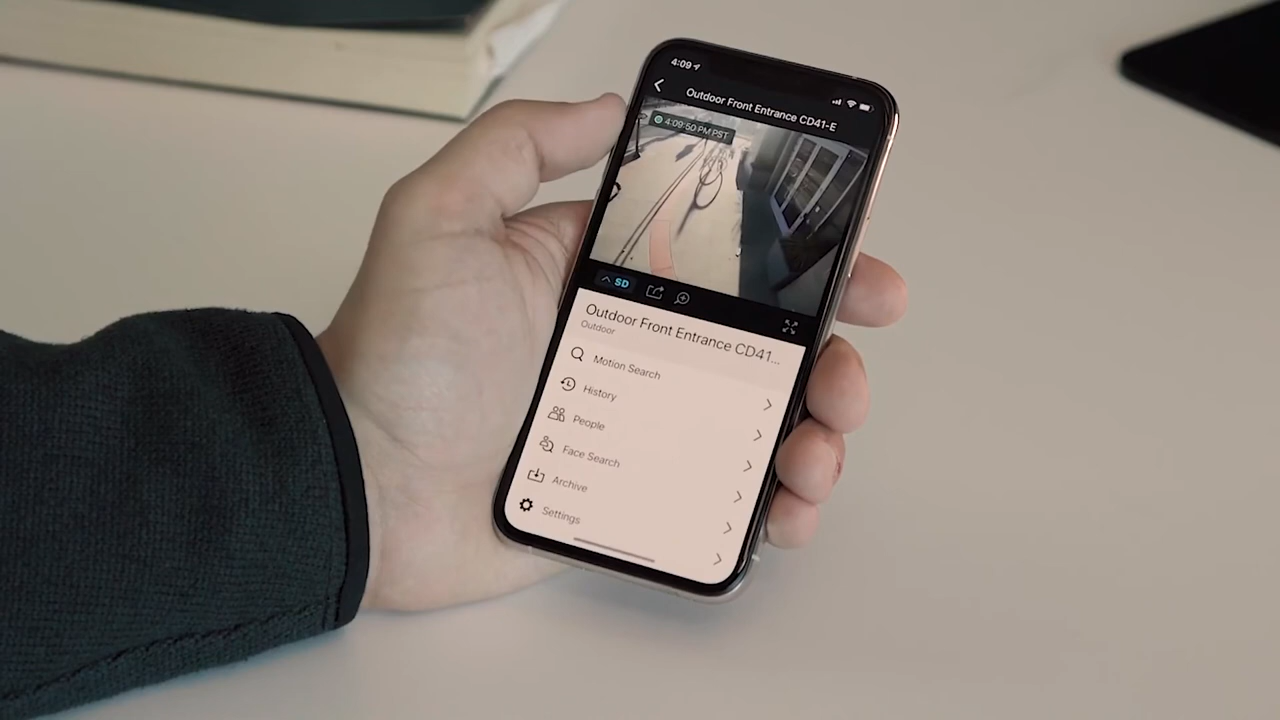 4:09
Outdoor Front Entrance CD41-E
4:09:50 PM PST
SD
Outdoor Front Entrance CD41...
Outdoor
Motion Search
History
People
Face Search
Archive
Settings